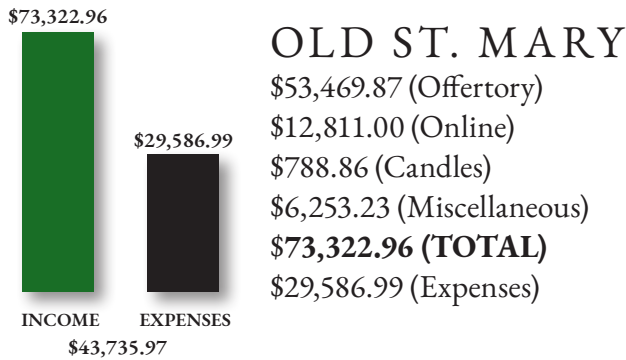 $73,322.96
$29,586.99
INCOME EXPENSES
$43,735.97
OLD ST. MARY
$53,469.87 (Offertory)
$12,811.00 (Online)
$788.86 (Candles)
$6,253.23 (Miscellaneous)
$73,322.96 (TOTAL)
$29,586.99 (Expenses)